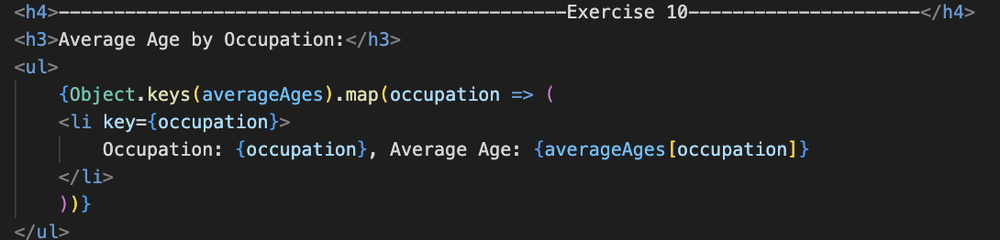 <h4>----------------------------------------------Exercise 10---------------------</h4>
<h3>Average Age by Occupation:</h3>
<ul>
    {Object.keys(averageAges).map(occupation => (
    <li key={occupation}>
        Occupation: {occupation}, Average Age: {averageAges[occupation]}
    </li>
    ))}
</ul>